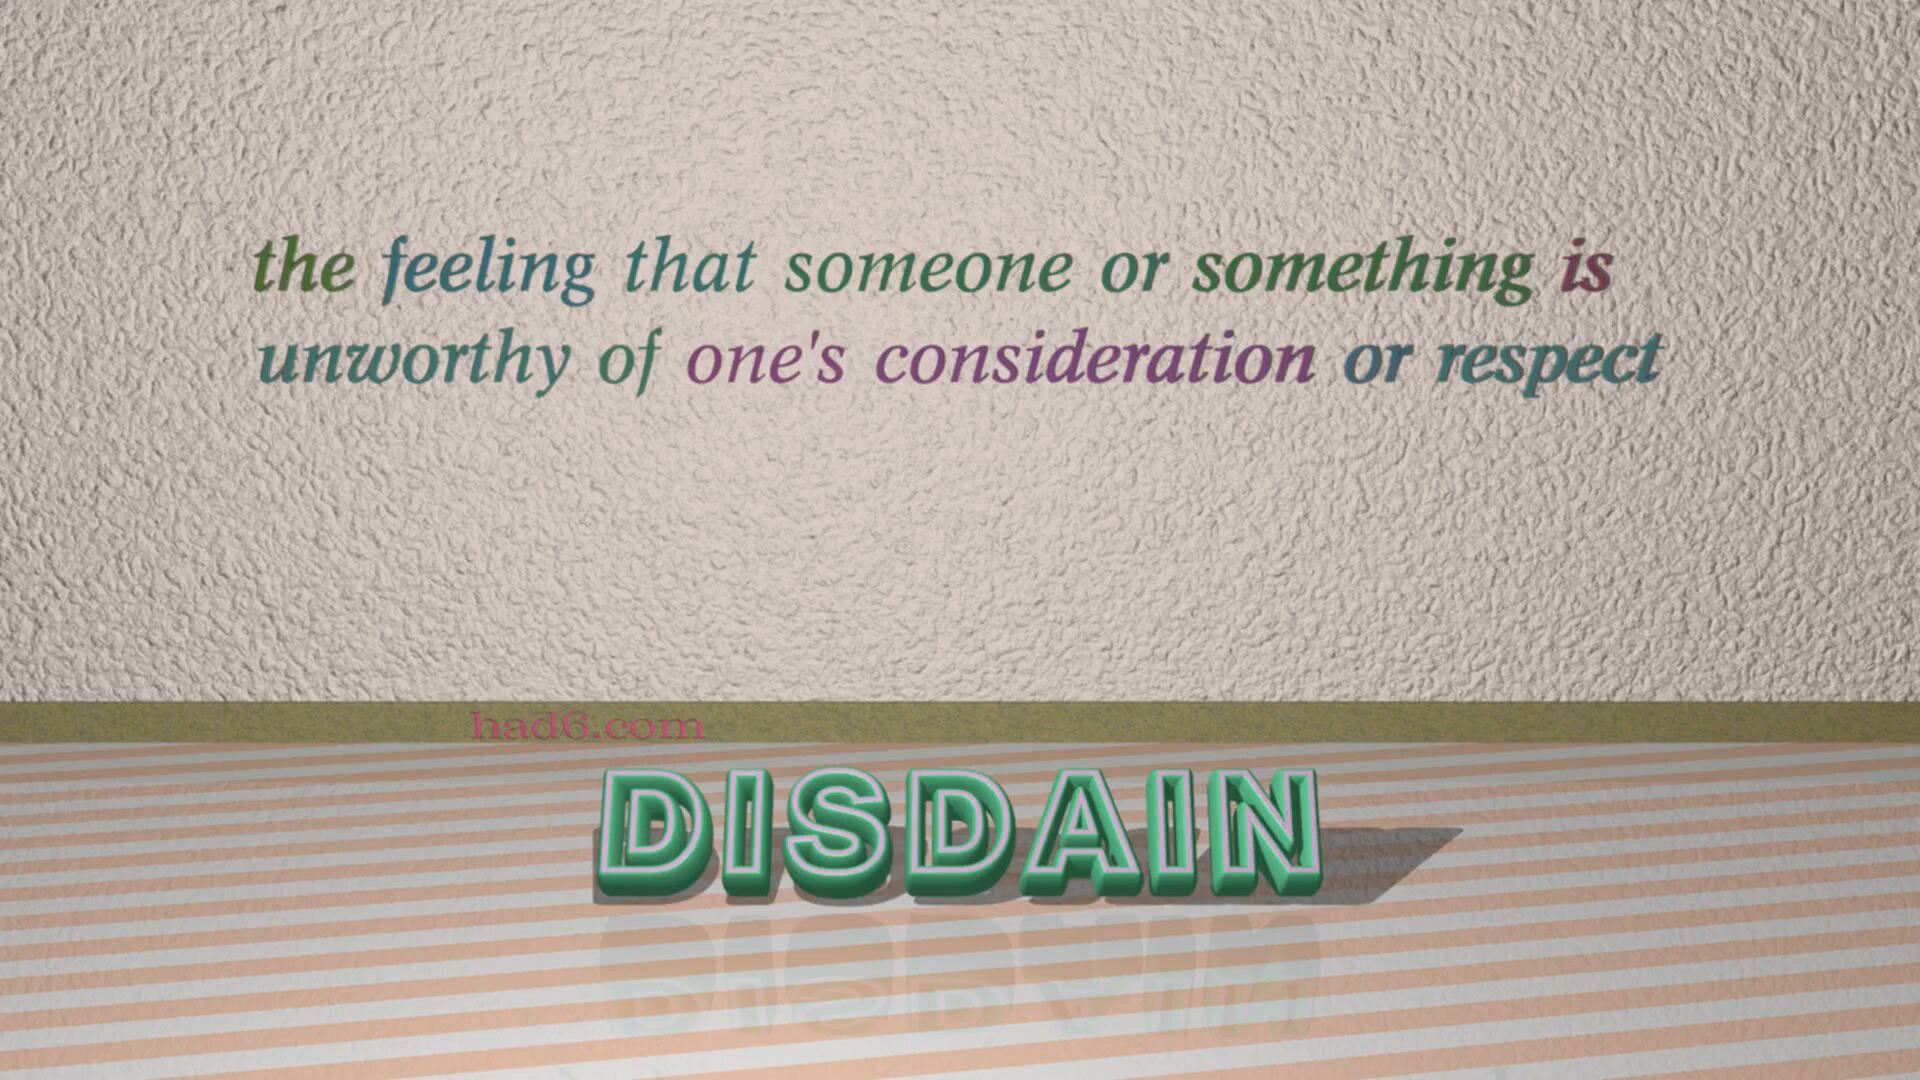 the feeling that someone or something is
unworthy of one's consideration or respect
had6.com
DISDAIN